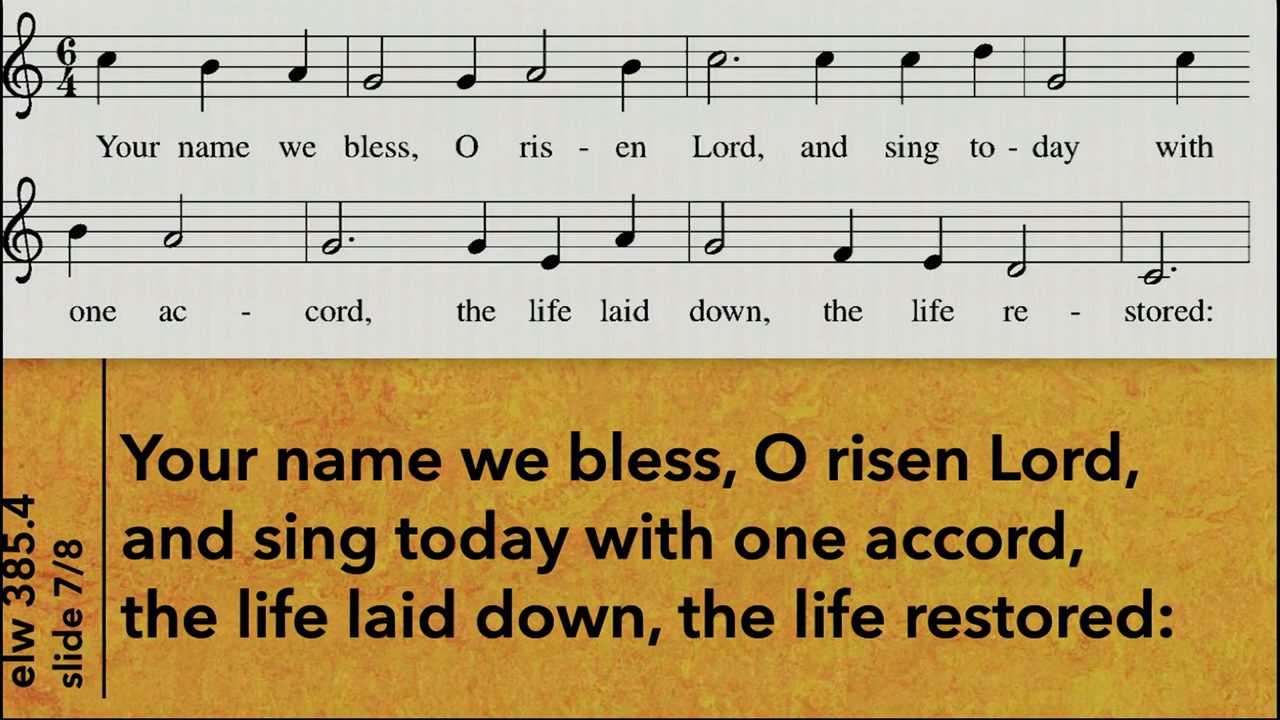 6
4
Your name we bless, O ris - en Lord, and sing to - day with
one ac - cord, the life laid down, the life re - stored:
elw 385.4
slide 7/8
Your name we bless, O risen Lord,
and sing today with one accord,
the life laid down, the life restored: